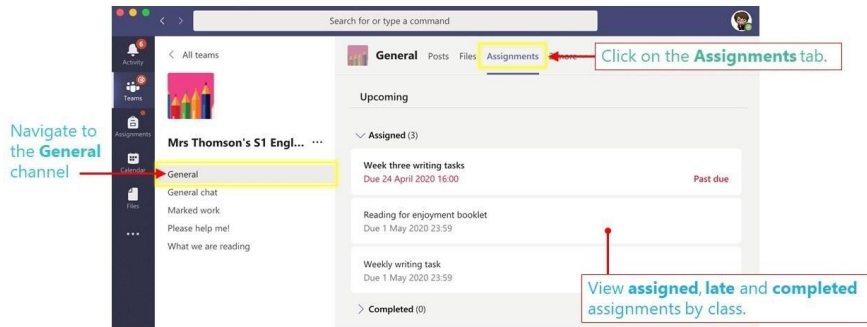 Search for or type a command
Activity
Teams
Assignments
Calendar
Files
All teams
Mrs Thomson's S1 Engl... ...
General
General chat
Marked work
Please help me!
What we are reading
General Posts Files Assignments more
Upcoming
Assigned (3)
Week three writing tasks
Due 24 April 2020 16:00 Past due
Reading for enjoyment booklet
Due 1 May 2020 23:59
Weekly writing task
Due 1 May 2020 23:59
Completed (0)
Navigate to
the General
channel
Click on the Assignments tab.
View assigned, late and completed
assignments by class.